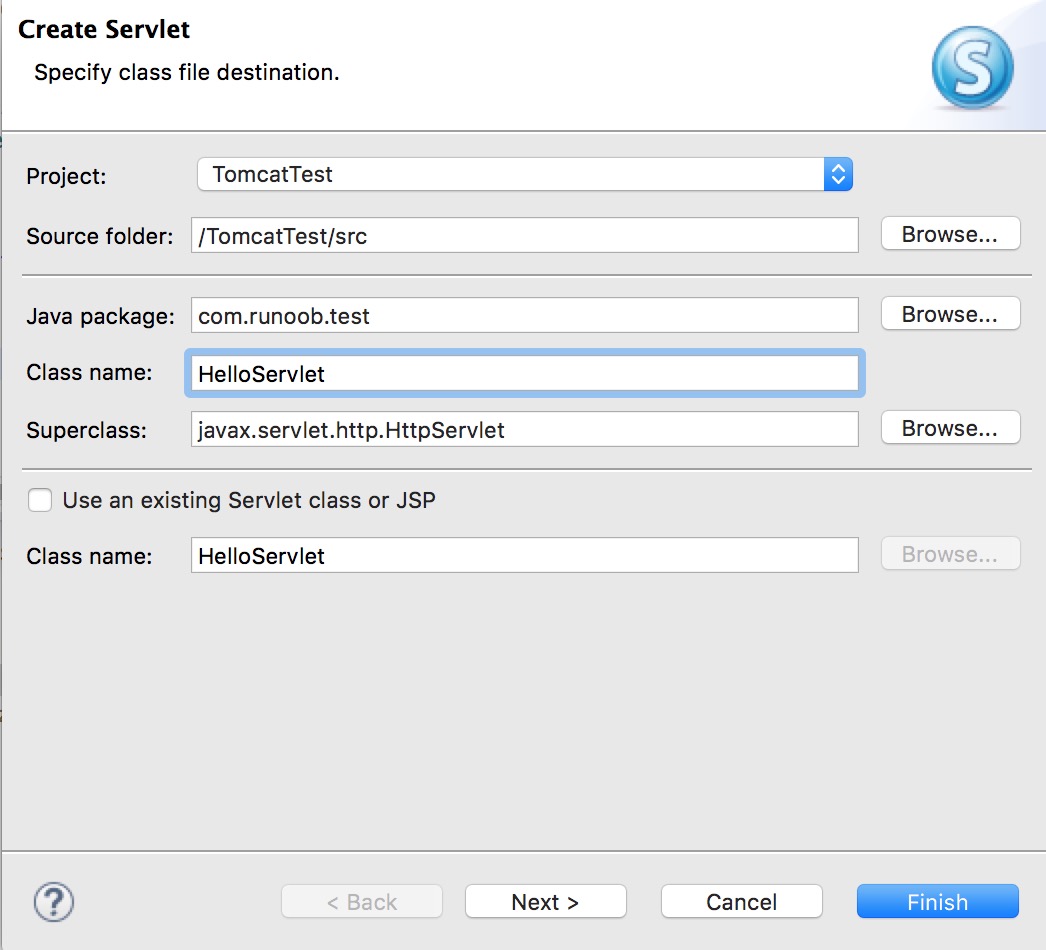 Create Servlet
Specify class file destination.
S
Project: TomcatTest
Source folder: /TomcatTest/src Browse...
Java package: com.runoob.test Browse...
Class name: HelloServlet
Superclass: javax.servlet.http.HttpServlet Browse...
Use an existing Servlet class or JSP
Class name: HelloServlet Browse...
? < Back Next > Cancel Finish